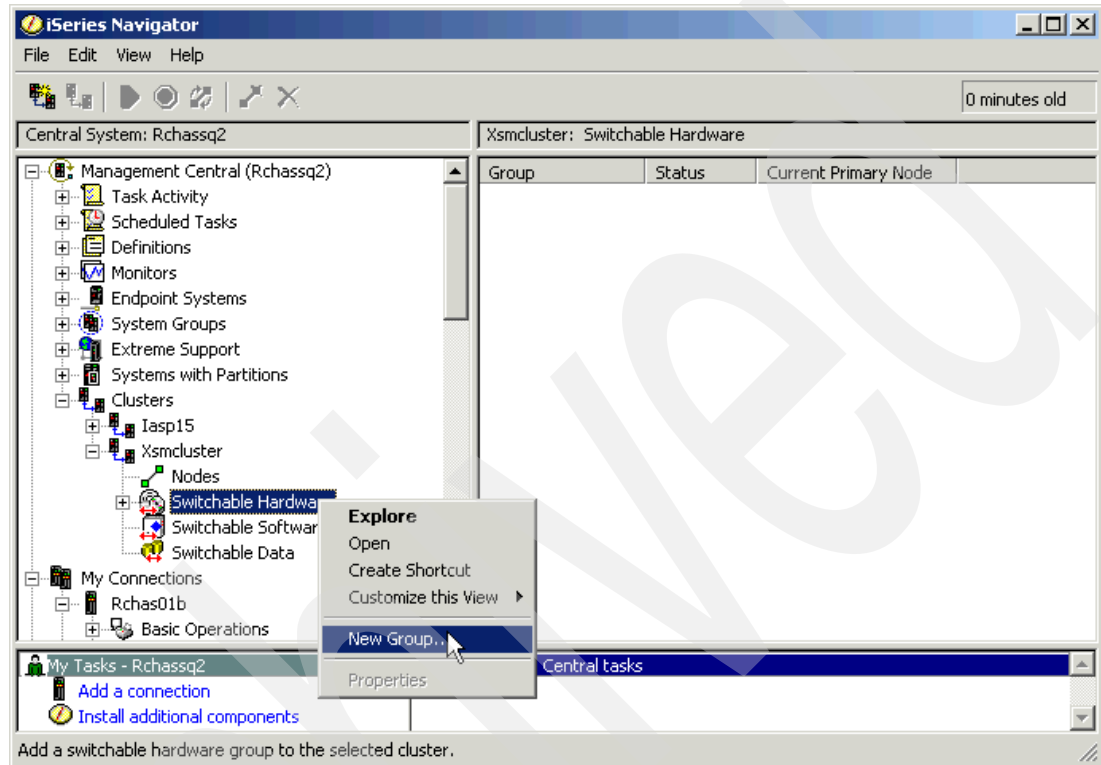 iSeries Navigator
File Edit View Help
0 minutes old
Central System: Rchassq2
Xsmcluster: Switchable Hardware
Management Central (Rchassq2)
Task Activity
Scheduled Tasks
Definitions
Monitors
Endpoint Systems
System Groups
Extreme Support
Systems with Partitions
Clusters
Iasp15
Xsmcluster
Nodes
Switchable Hardwa
Switchable Softwar
Switchable Data
My Connections
Rchas01b
Basic Operations
Group Status Current Primary Node
Explore
Open
Create Shortcut
Customize this View
New Group...
Properties
My Tasks - Rchassq2
Add a connection
Install additional components
Central tasks
Add a switchable hardware group to the selected cluster.